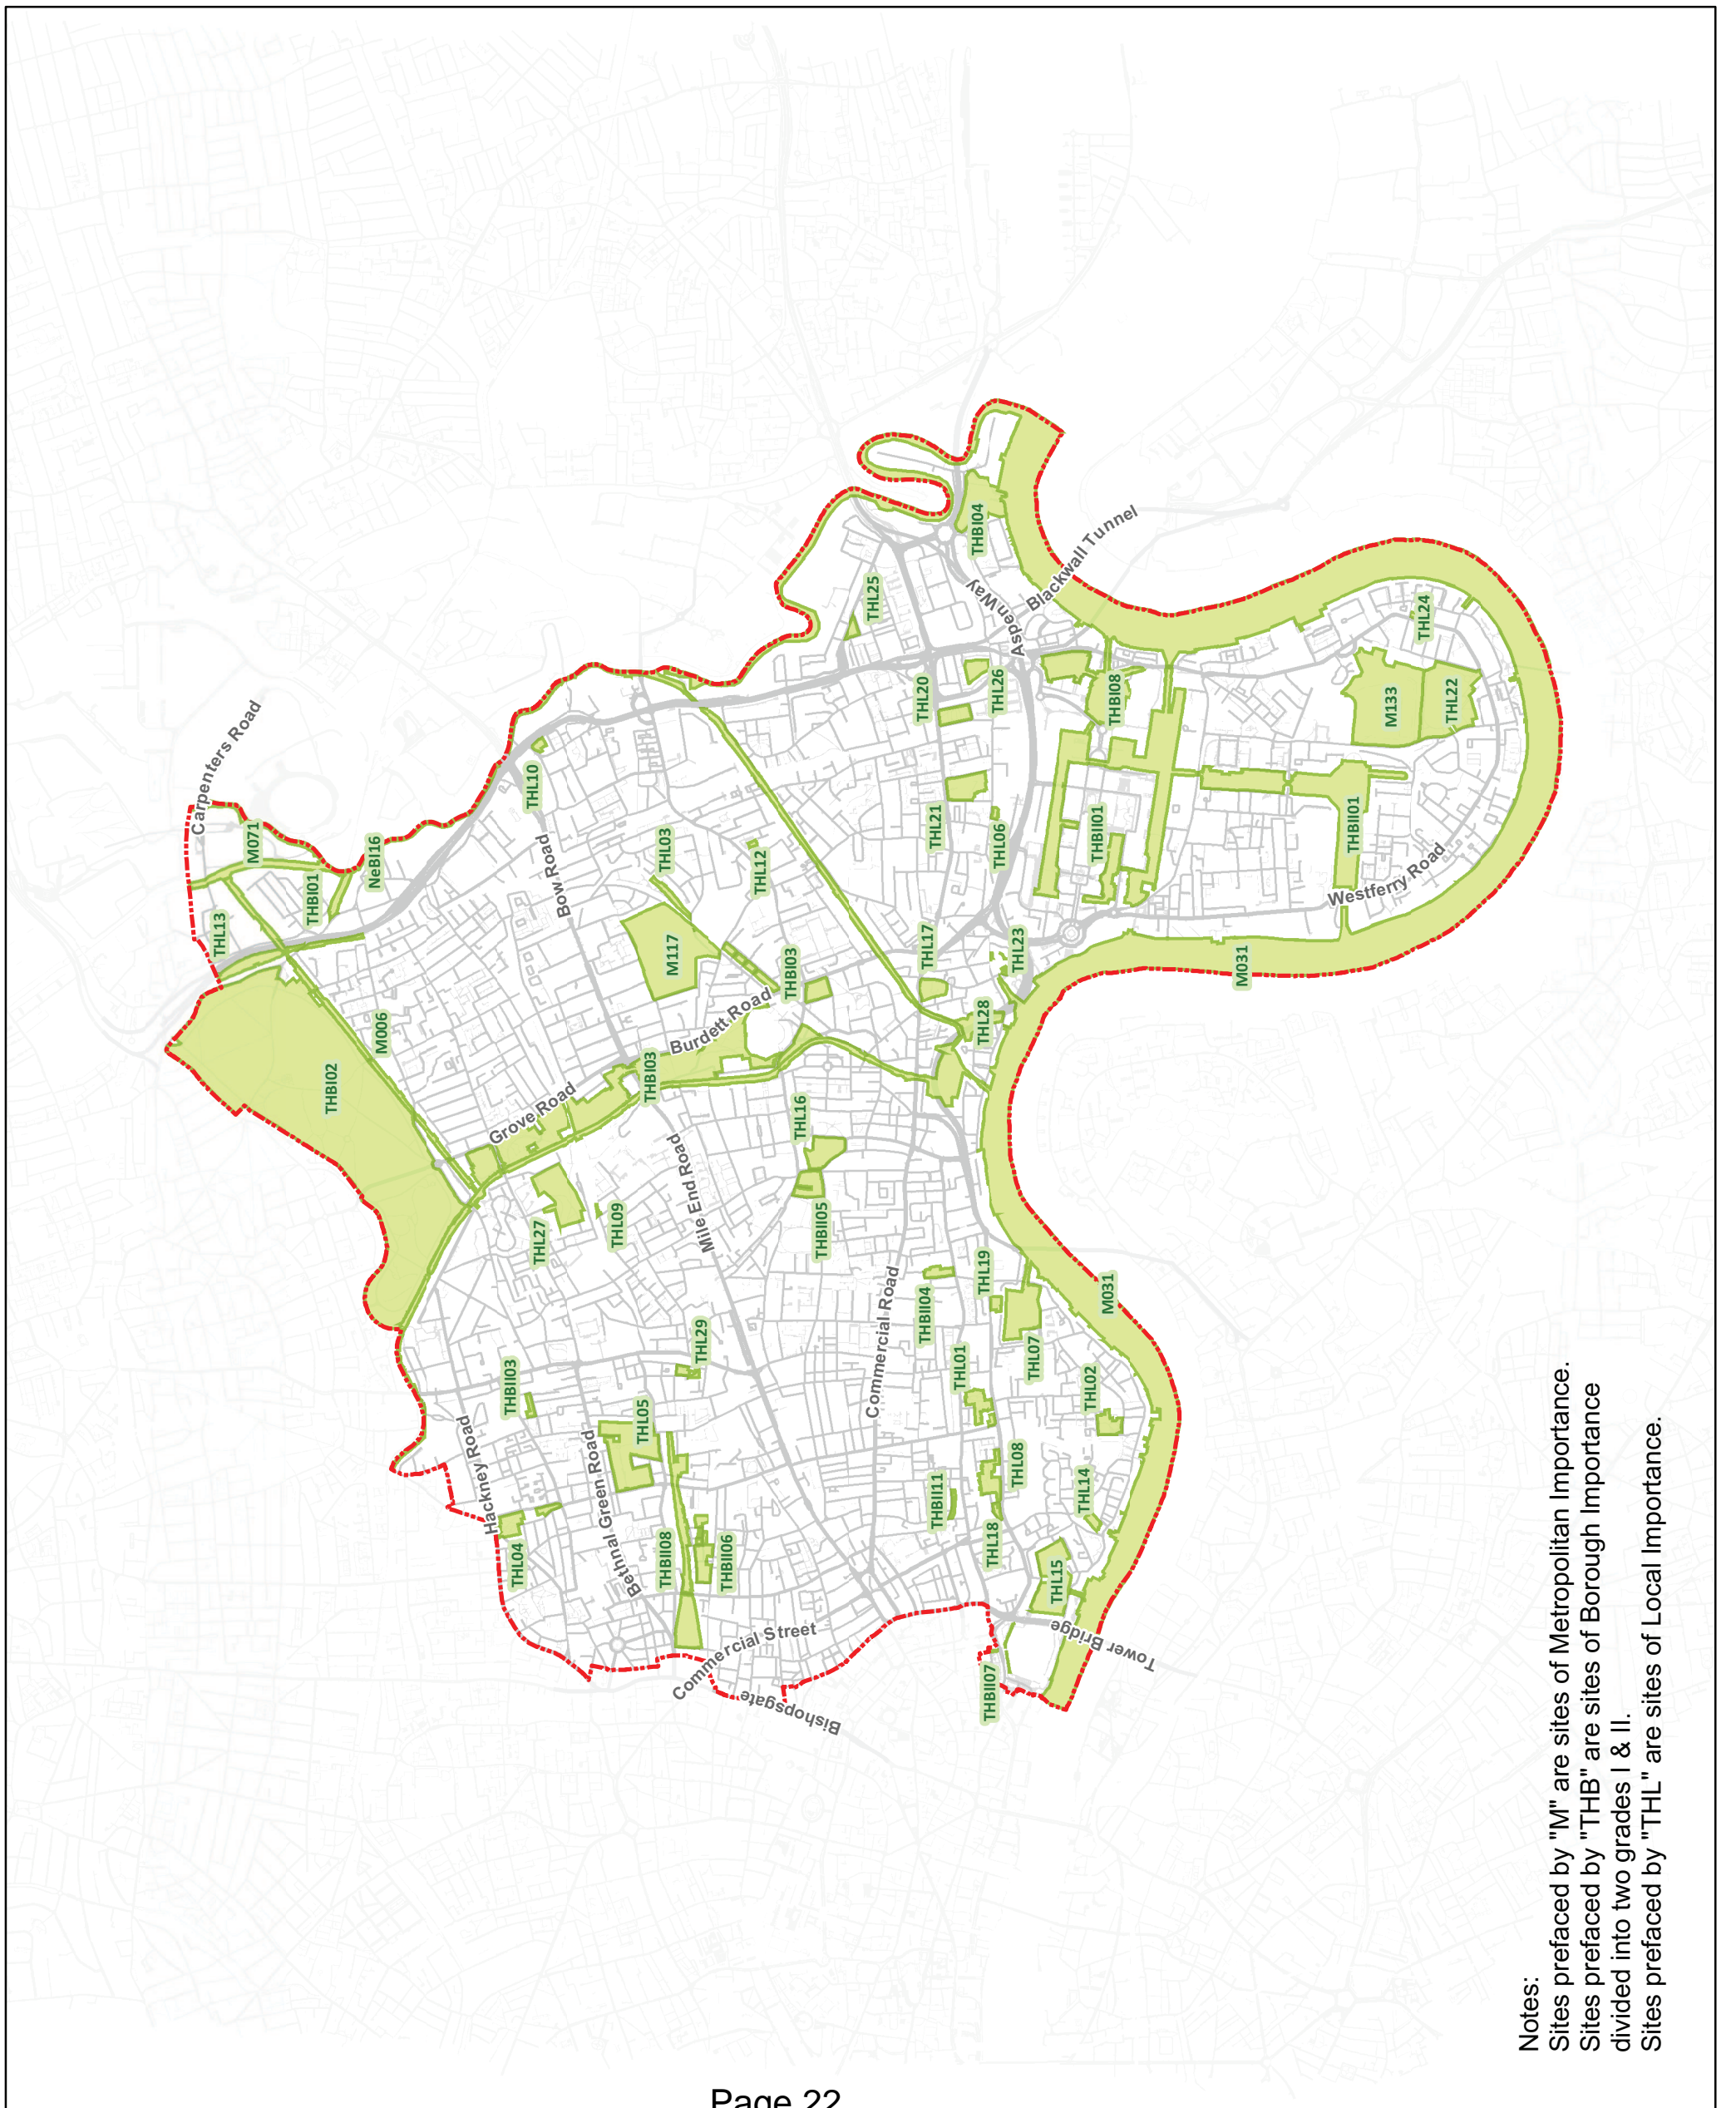 Carpenters Road
M071
THL13
THBI01
NeBI16
THBI02
M006
THL10
Bow Road
THL03
THL12
M117
THBI03
Burdett Road
THBI03
Grove Road
THL27
THL09
Mile End Road
THL16
THBII05
THL25
THBI04
Aspen Way
Blackwall Tunnel
THL20
THL26
THBI08
THL21
THL06
THBII01
THL17
THL23
THL28
M133
THL22
THL24
THBII01
Westferry Road
M031
Hackney Road
THBII03
THL29
THL05
Bethnal Green Road
THL04
THBII08
THBII06
Commercial Street
Bishopsgate
Commercial Road
THBII04
THL19
M031
THL01
THL07
THL02
THL08
THBII11
THL14
THL18
THL15
Tower Bridge
THBII07
Notes:
Sites prefaced by "M" are sites of Metropolitan Importance.
Sites prefaced by "THB" are sites of Borough Importance
divided into two grades I & II.
Sites prefaced by "THL" are sites of Local Importance.
Page 22